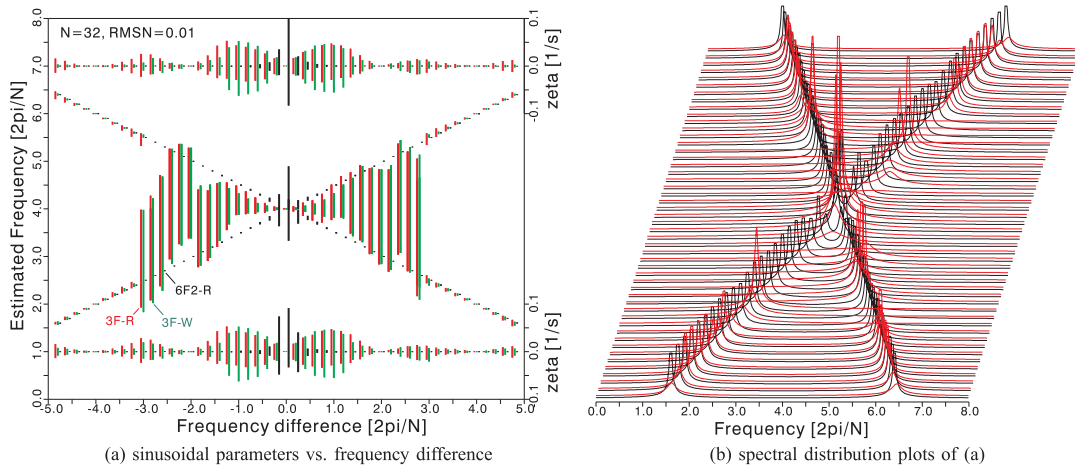 8.0
7.0
6.0
5.0
4.0
3.0
2.0
1.0
0.0
Estimated Frequency [2pi/N]
N=32, RMSN=0.01
6F2-R
3F-R
3F-W
0.1
0.0
-0.1
zeta [1/s]
0.1
0.0
0.1
zeta [1/s]
-5.0 -4.0 -3.0 -2.0 -1.0 0.0 1.0 2.0 3.0 4.0 5.0
Frequency difference [2pi/N]
(a) sinusoidal parameters vs. frequency difference
0.0 2.0 3.0 4.0 5.0 6.0 8.0
Frequency [2pi/N]
(b) spectral distribution plots of (a)